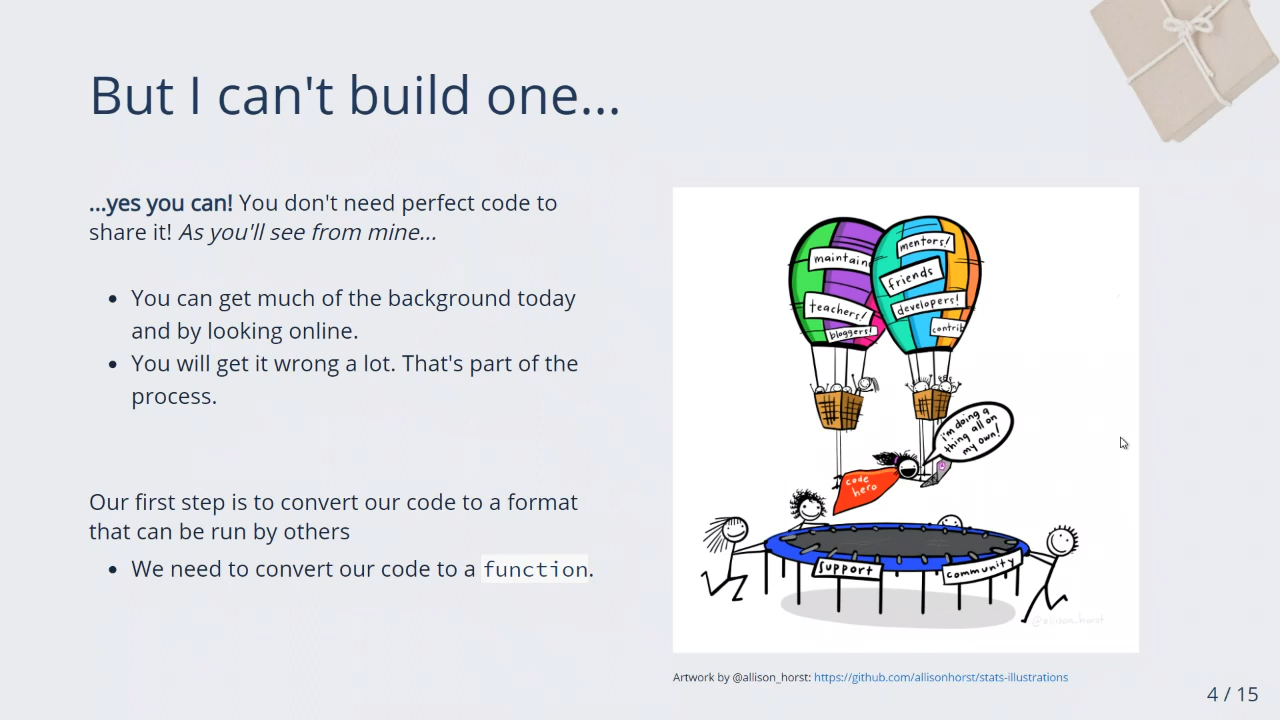 But I can't build one...
...yes you can! You don't need perfect code to
share it! As you'll see from mine...
• You can get much of the background today
and by looking online.
• You will get it wrong a lot. That's part of the
process.
Our first step is to convert our code to a format
that can be run by others
• We need to convert our code to a function.
maintain
teachers!
bloggers!
mentors!
friends
developers!
contrib
i'm doing a
thing all on
my own!
code
hero
support
community
@allison_horst
Artwork by @allison_horst: https://github.com/allisonhorst/stats-illustrations
4 / 15